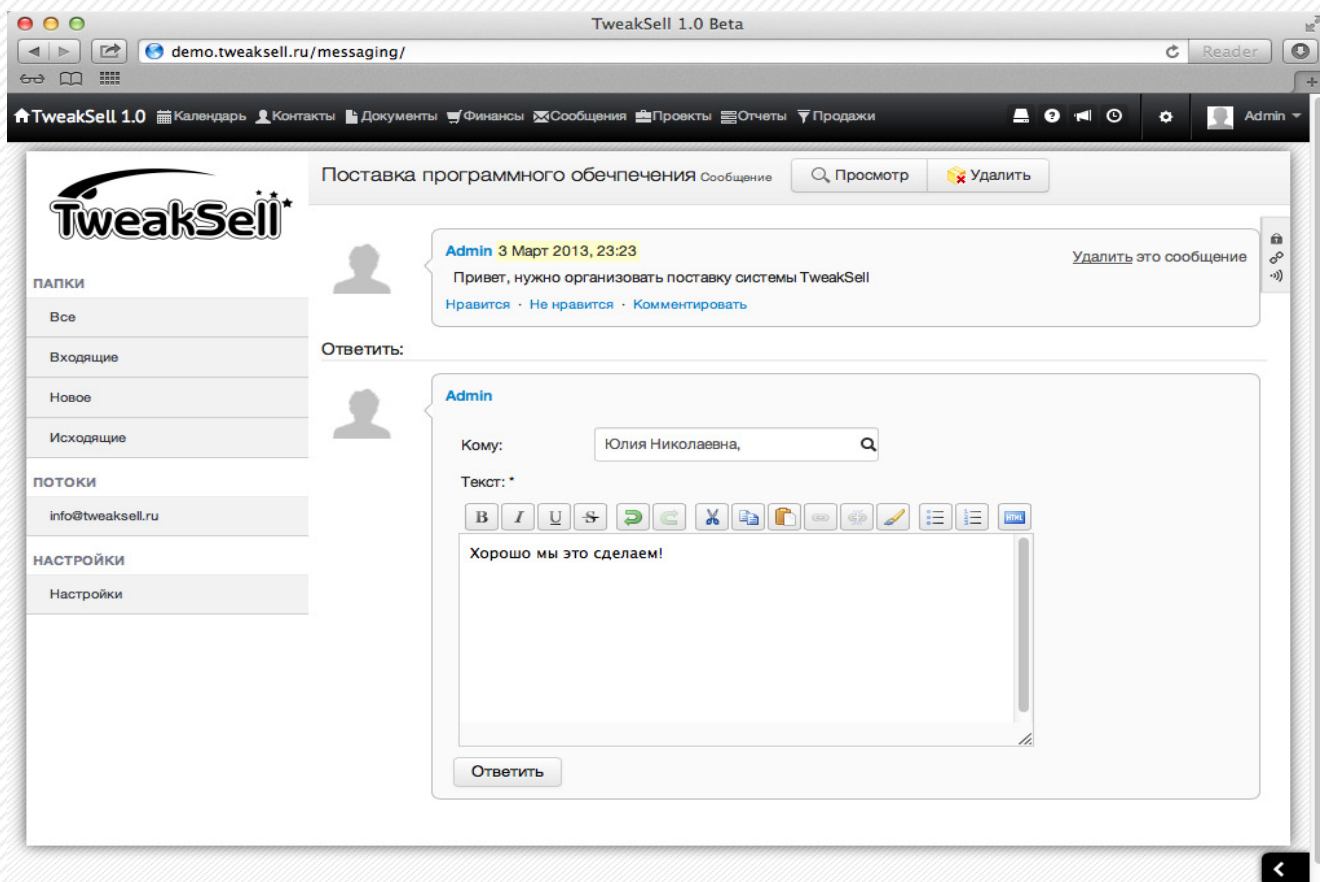 TweakSell 1.0 Beta
demo.tweaksell.ru/messaging/
Reader
TweakSell 1.0 Календарь Контакты Документы Финансы Сообщения Проекты Отчеты Продажи Admin
TweakSell
Поставка программного обечпечения Сообщение Просмотр Удалить
Admin 3 Март 2013, 23:23
Удалить это сообщение
Привет, нужно организовать поставку системы TweakSell
Нравится · Не нравится · Комментировать
ПАПКИ
Все
Входящие
Новое
Исходящие
ПОТОКИ
info@tweaksell.ru
НАСТРОЙКИ
Настройки
Ответить:
Admin
Кому: Юлия Николаевна,
Текст: *
B I U S HTML
Хорошо мы это сделаем!
Ответить